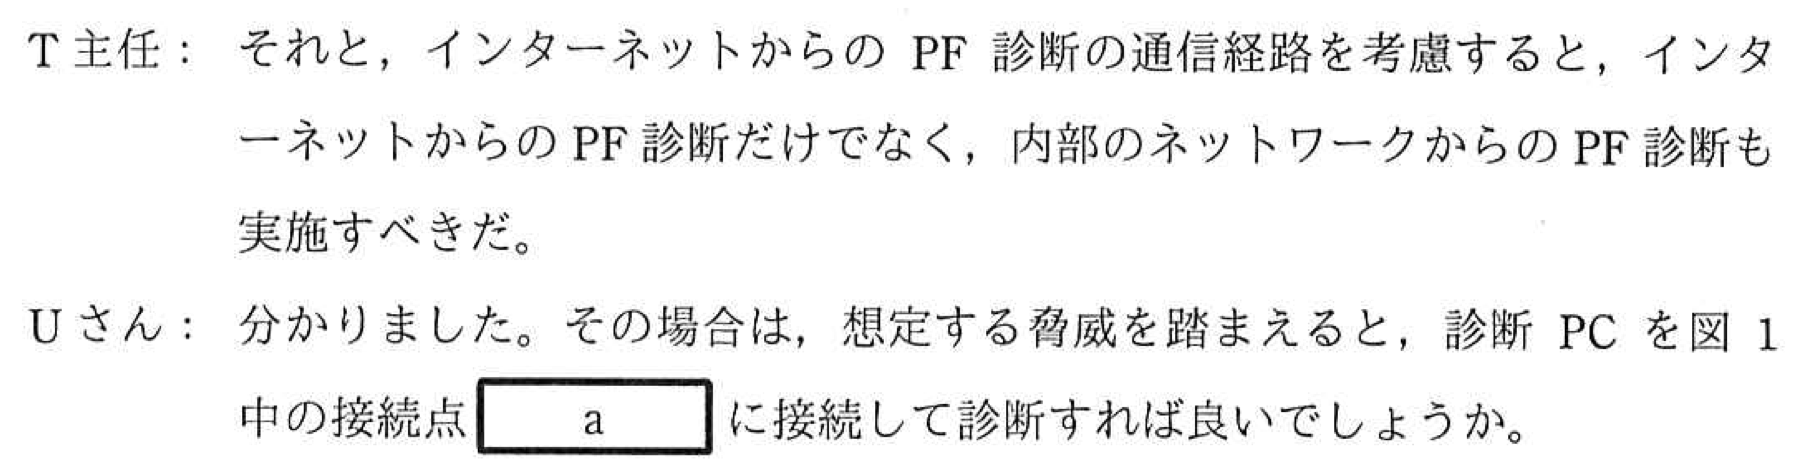 T 主任： それと，インターネットからの PF 診断の通信経路を考慮すると，インタ
ーネットからの PF 診断だけでなく，内部のネットワークからの PF 診断も
実施すべきだ。
U さん： 分かりました。その場合は，想定する脅威を踏まえると，診断 PC を図 1
中の接続点 a に接続して診断すれば良いでしょうか。